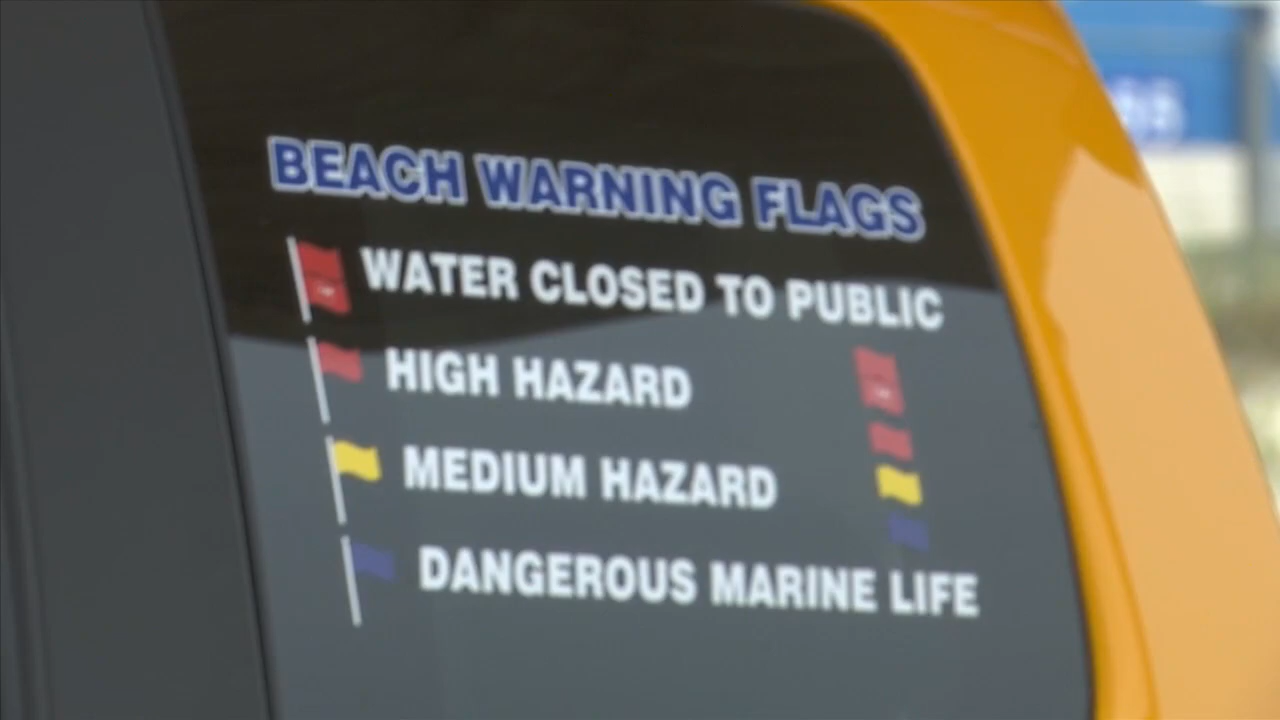 BEACH WARNING FLAGS
WATER CLOSED TO PUBLIC
HIGH HAZARD
MEDIUM HAZARD
DANGEROUS MARINE LIFE